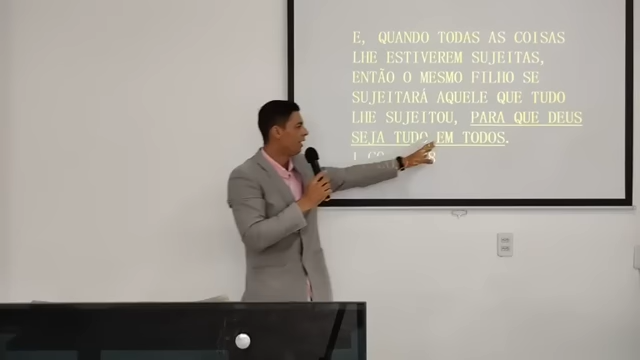 E, QUANDO TODAS AS COISAS
LHE ESTIVEREM SUJEITAS,
ENTÃO O MESMO FILHO SE
SUJEITARÁ AQUELE QUE TUDO
LHE SUJEITOU, PARA QUE DEUS
SEJA TUDO EM TODOS.